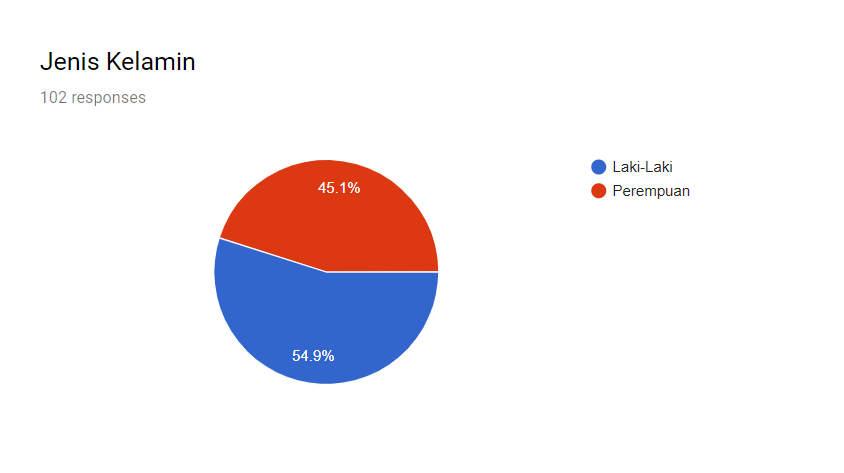 Jenis Kelamin
102 responses
Laki-Laki
Perempuan
45.1%
54.9%